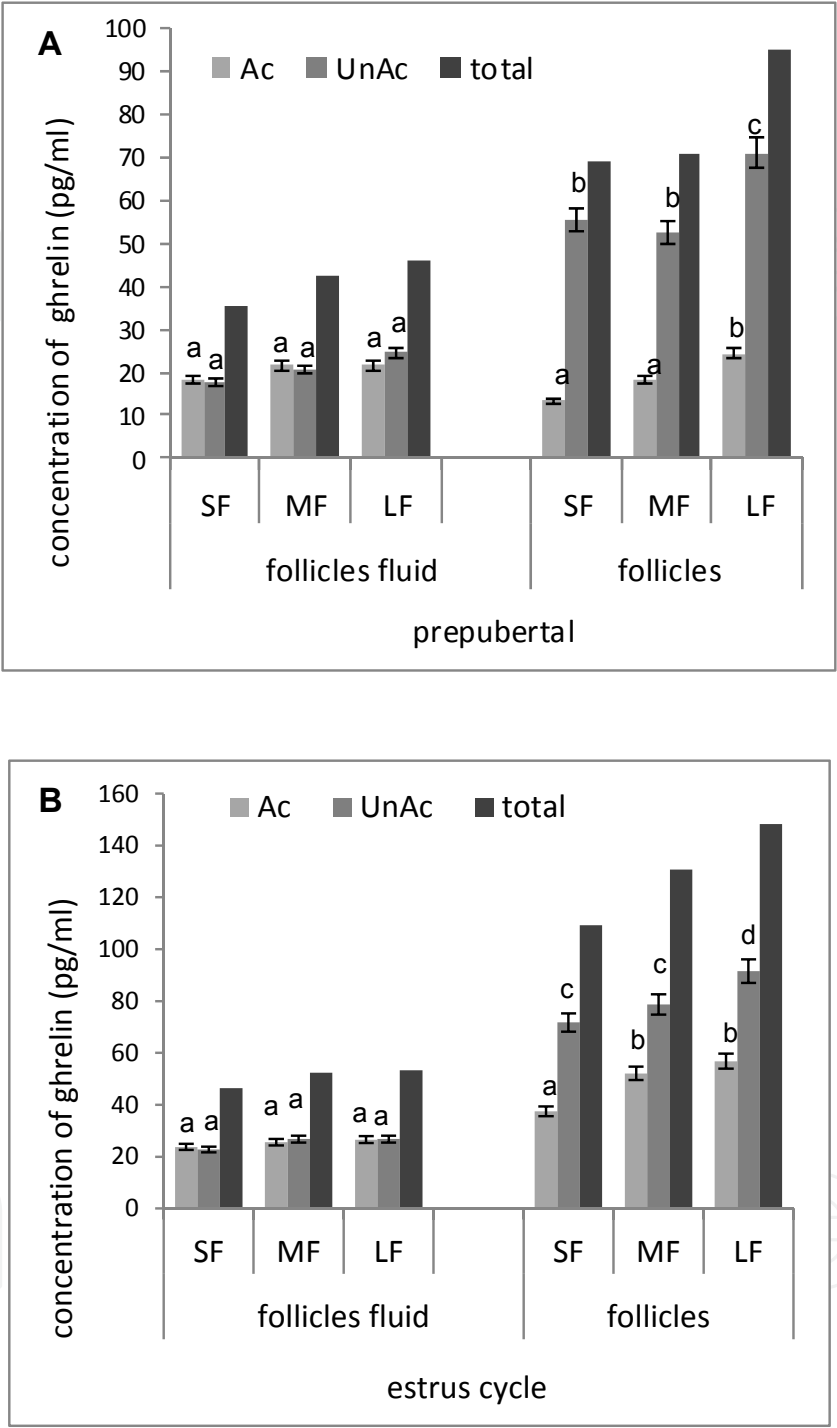 A
Ac UnAc total
concentration of ghrelin (pg/ml)
100
90
80
70
60
50
40
30
20
10
0
a a a a a a a b a b b c
SF MF LF SF MF LF
follicles fluid follicles
prepubertal
B
Ac UnAc total
concentration of ghrelin (pg/ml)
160
140
120
100
80
60
40
20
0
a a a a a a a c b c b d
SF MF LF SF MF LF
follicles fluid follicles
estrus cycle